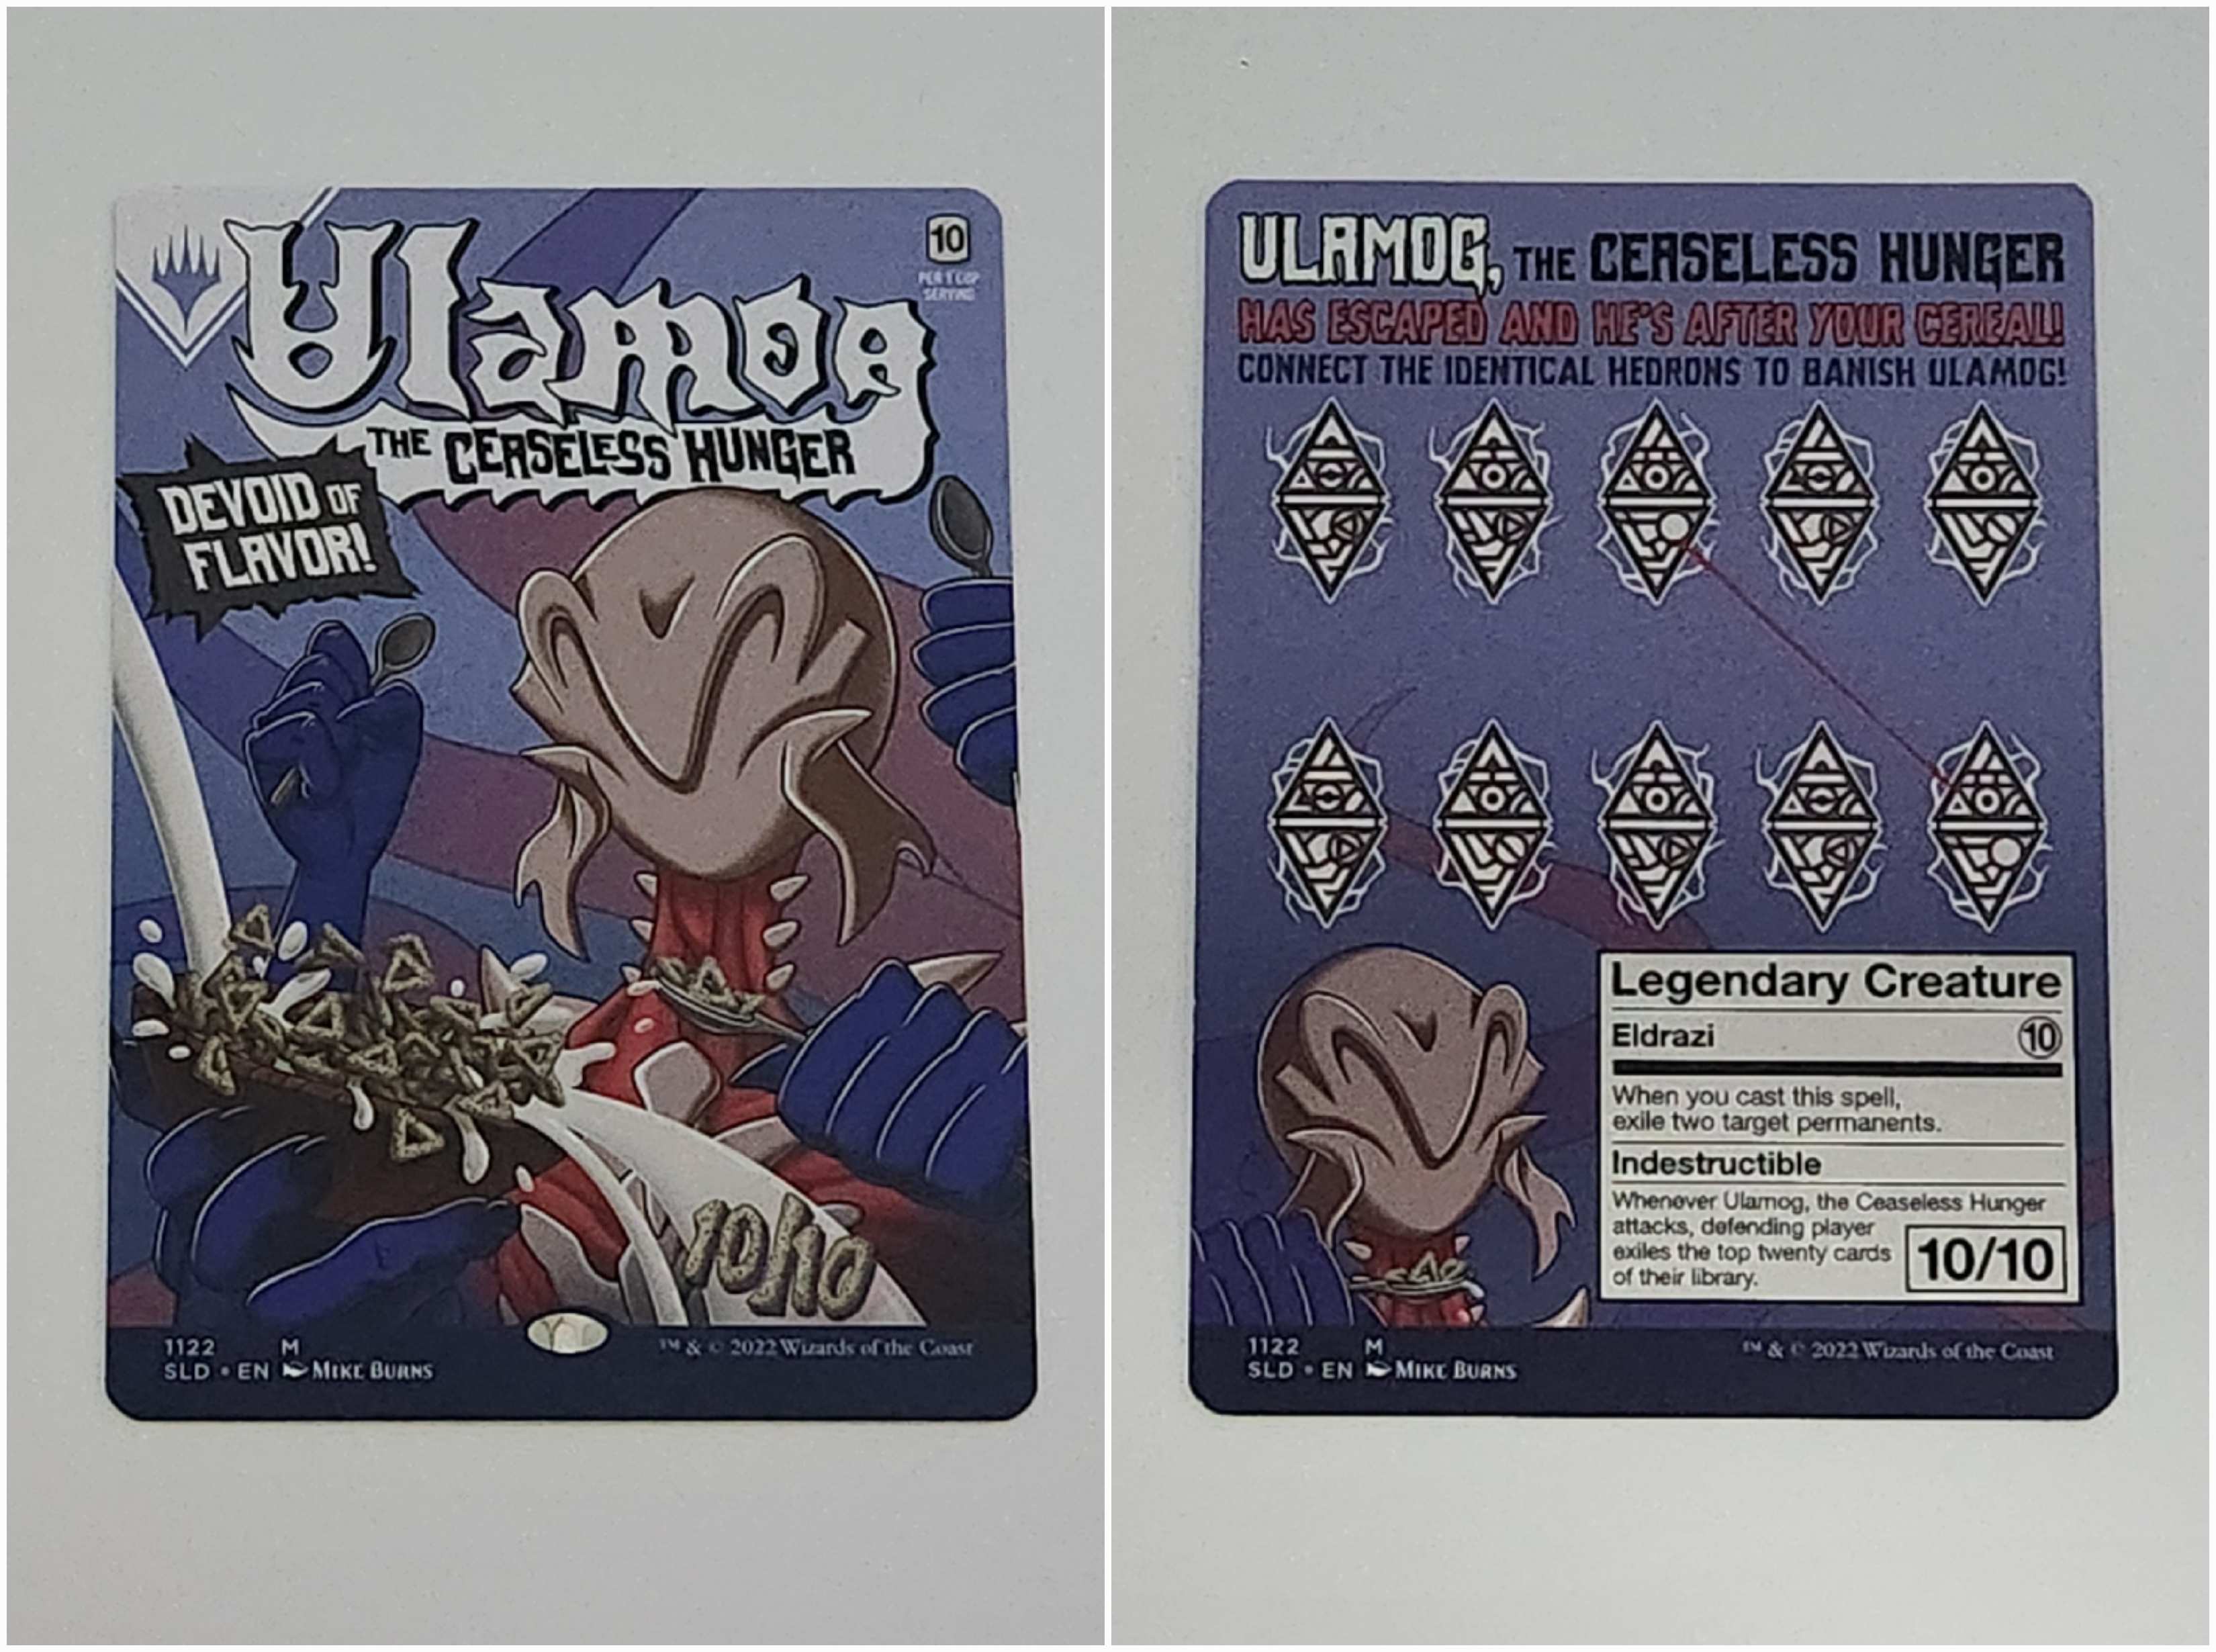 Ulamog
THE CEASELESS HUNGER
10
PER 1 CUP
SERVING
DEVOID OF
FLAVOR!
10/10
1122 M
SLD • EN MIKE BURNS
™ & © 2022 Wizards of the Coast
ULAMOG, THE CEASELESS HUNGER
HAS ESCAPED AND HE'S AFTER YOUR CEREAL!
CONNECT THE IDENTICAL HEDRONS TO BANISH ULAMOG!
Legendary Creature
Eldrazi 10
When you cast this spell,
exile two target permanents.
Indestructible
Whenever Ulamog, the Ceaseless Hunger
attacks, defending player
exiles the top twenty cards
of their library.
10/10
1122 M
SLD • EN MIKE BURNS
™ & © 2022 Wizards of the Coast